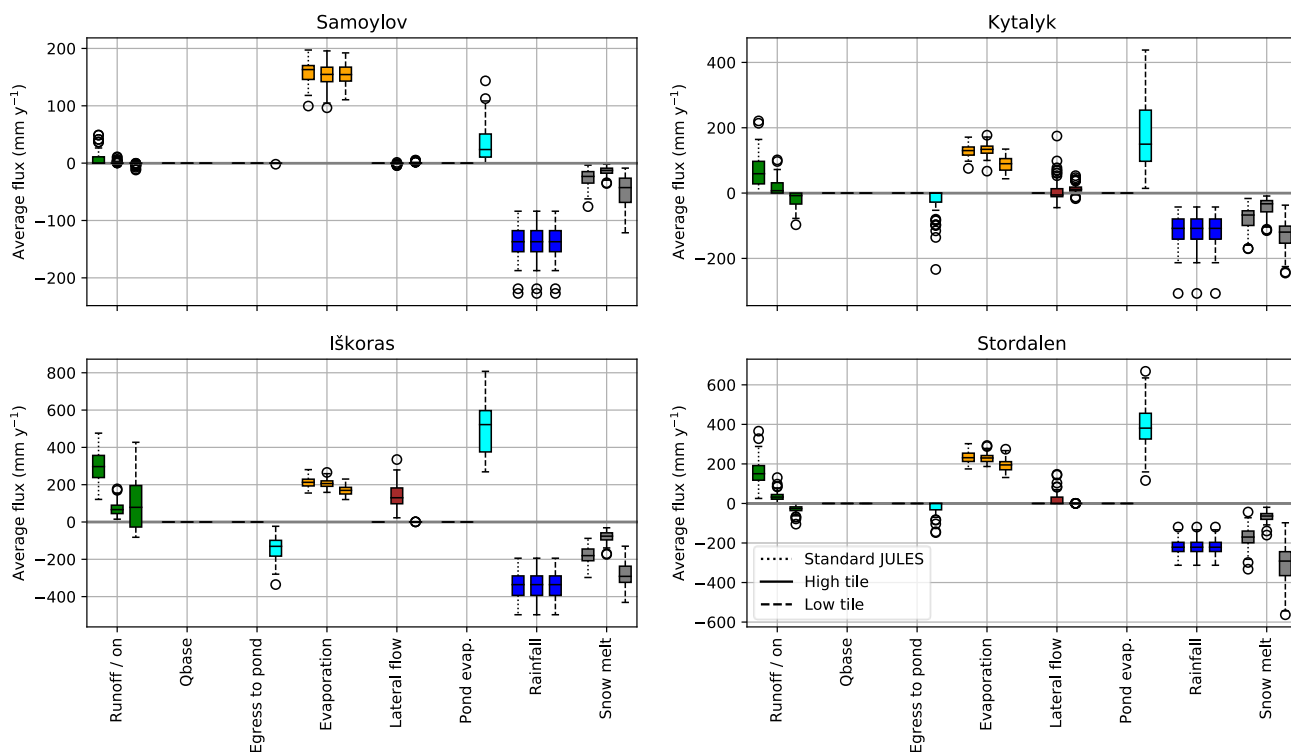 Samoylov
Kytalyk
Average flux (mm y⁻¹)
200
100
0
−100
−200
Average flux (mm y⁻¹)
400
200
0
−200
Iškoras
Stordalen
Average flux (mm y⁻¹)
800
600
400
200
0
−200
−400
Average flux (mm y⁻¹)
600
400
200
0
−200
−400
−600
Standard JULES
High tile
Low tile
Runoff / on
Qbase
Egress to pond
Evaporation
Lateral flow
Pond evap.
Rainfall
Snow melt
Runoff / on
Qbase
Egress to pond
Evaporation
Lateral flow
Pond evap.
Rainfall
Snow melt